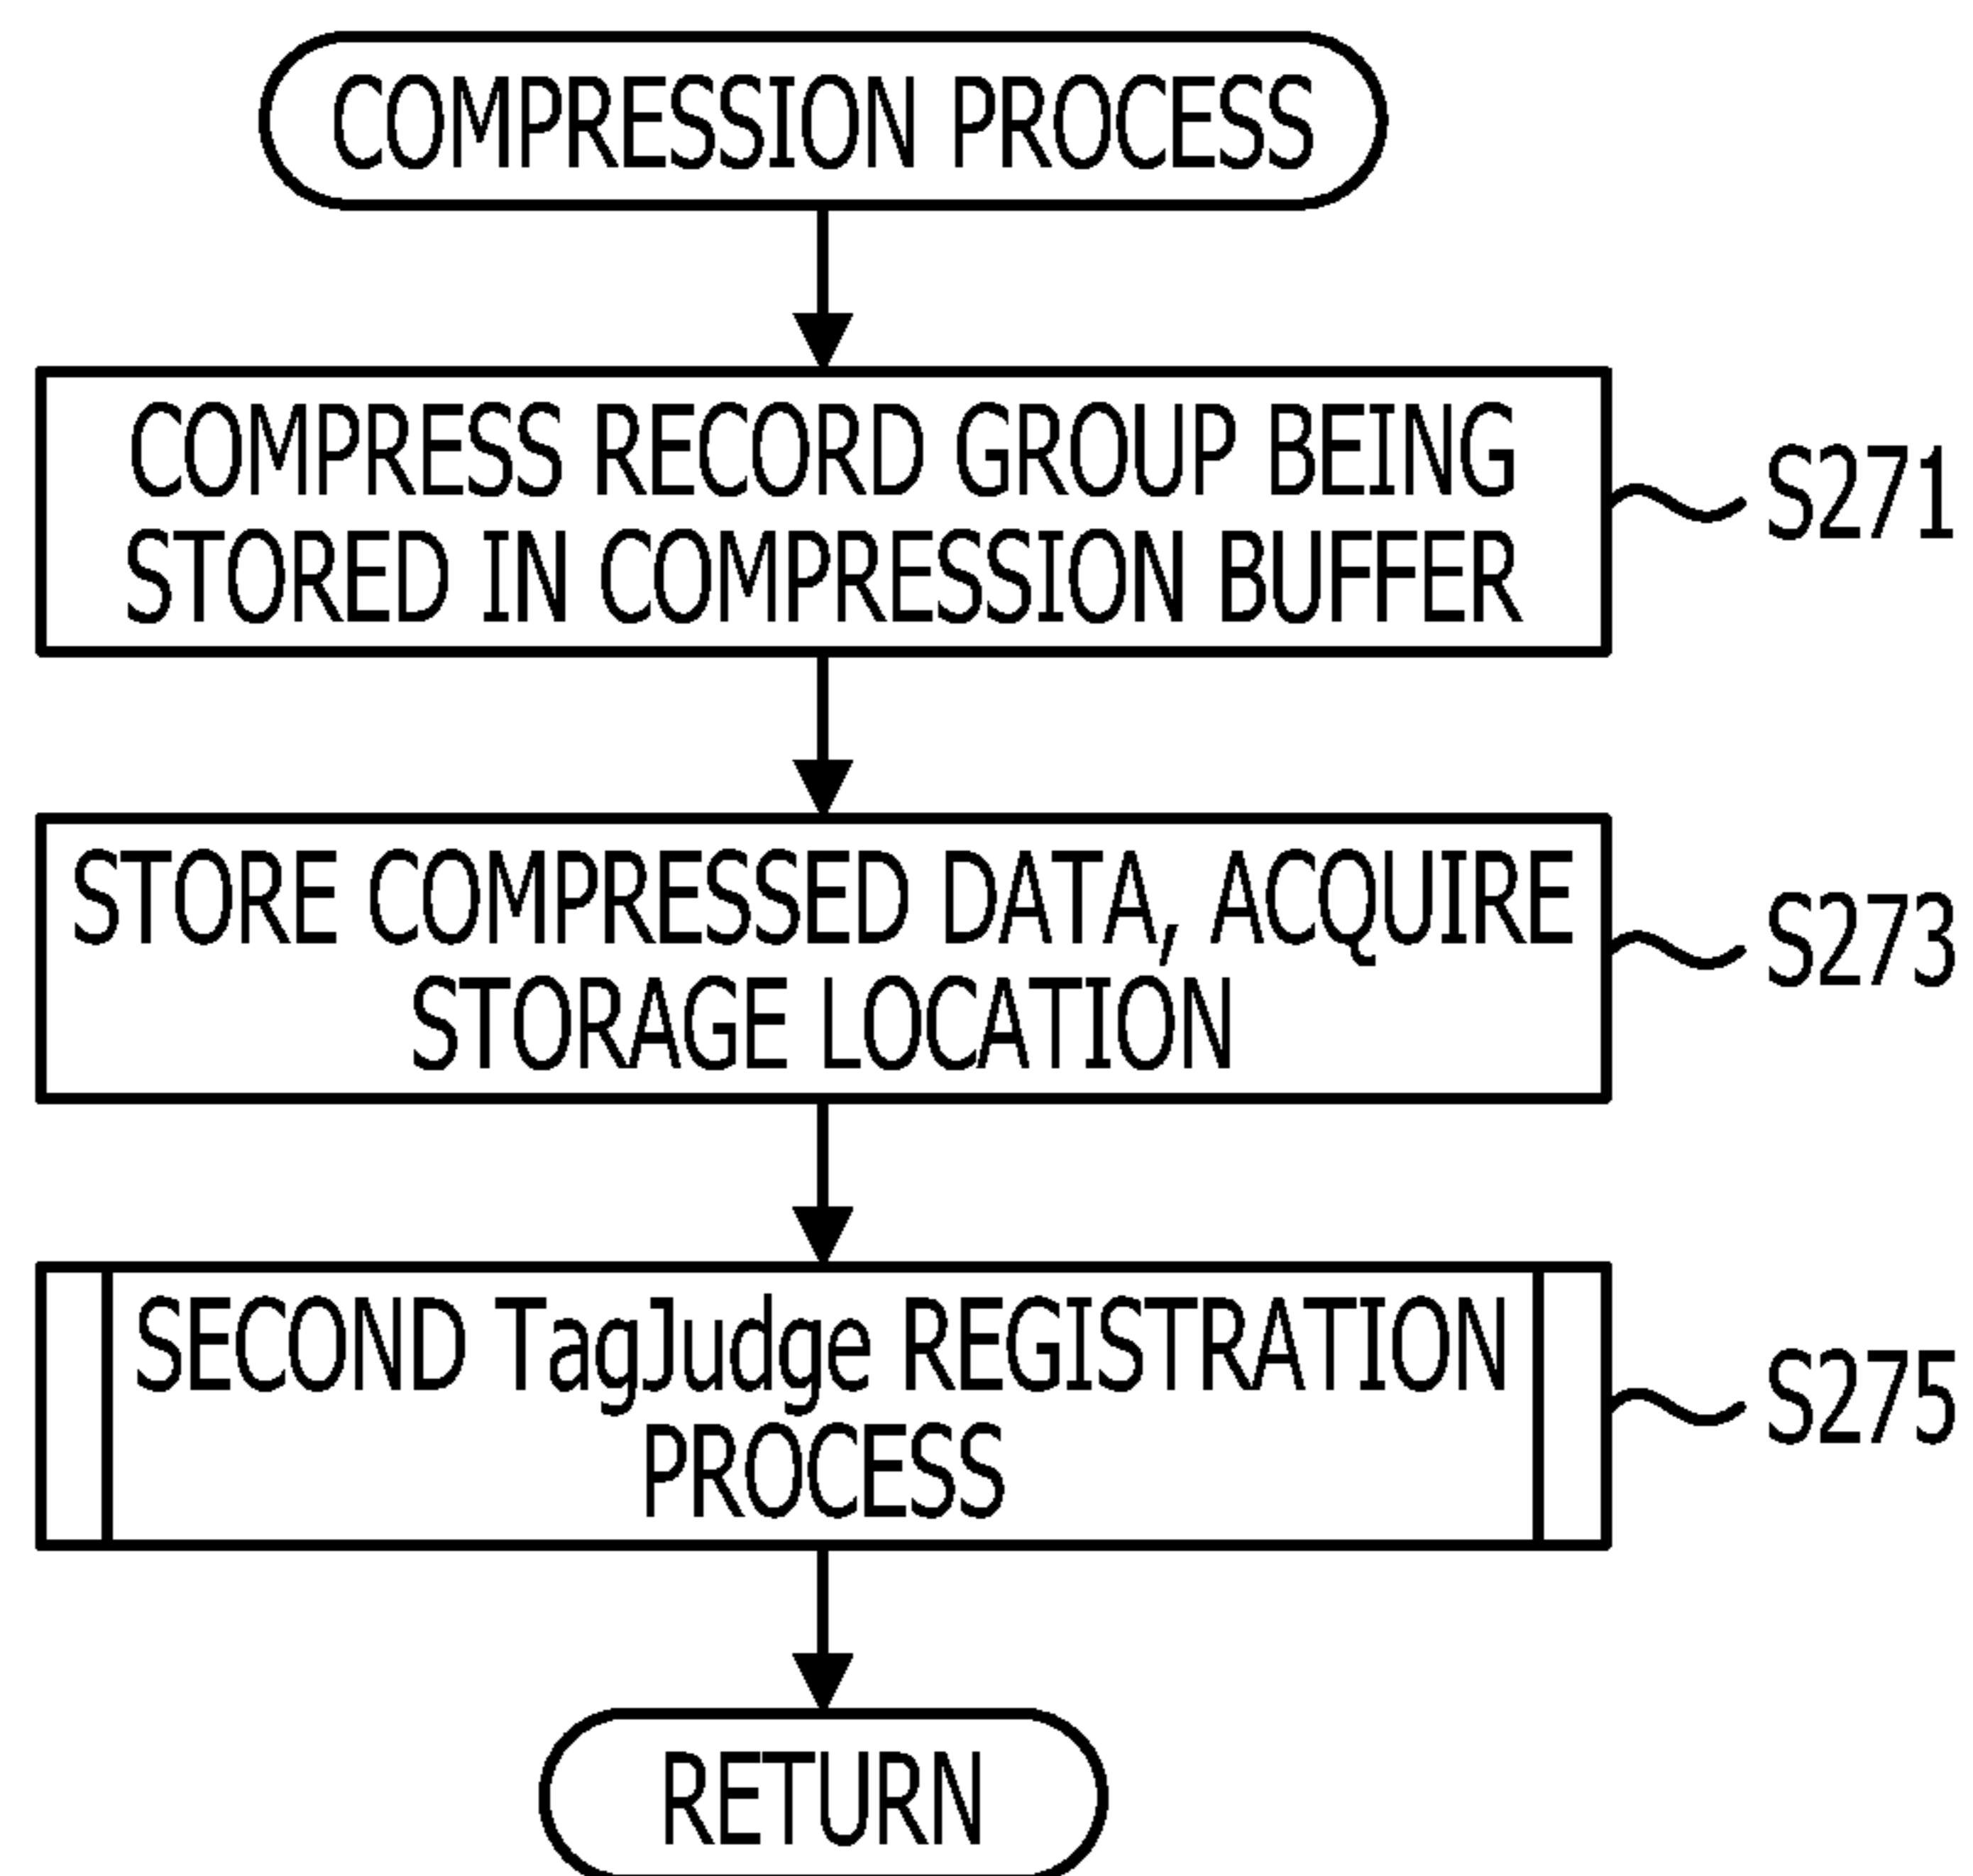 COMPRESSION PROCESS
COMPRESS RECORD GROUP BEING
STORED IN COMPRESSION BUFFER
S271
STORE COMPRESSED DATA, ACQUIRE
STORAGE LOCATION
S273
SECOND TagJudge REGISTRATION
PROCESS
S275
RETURN